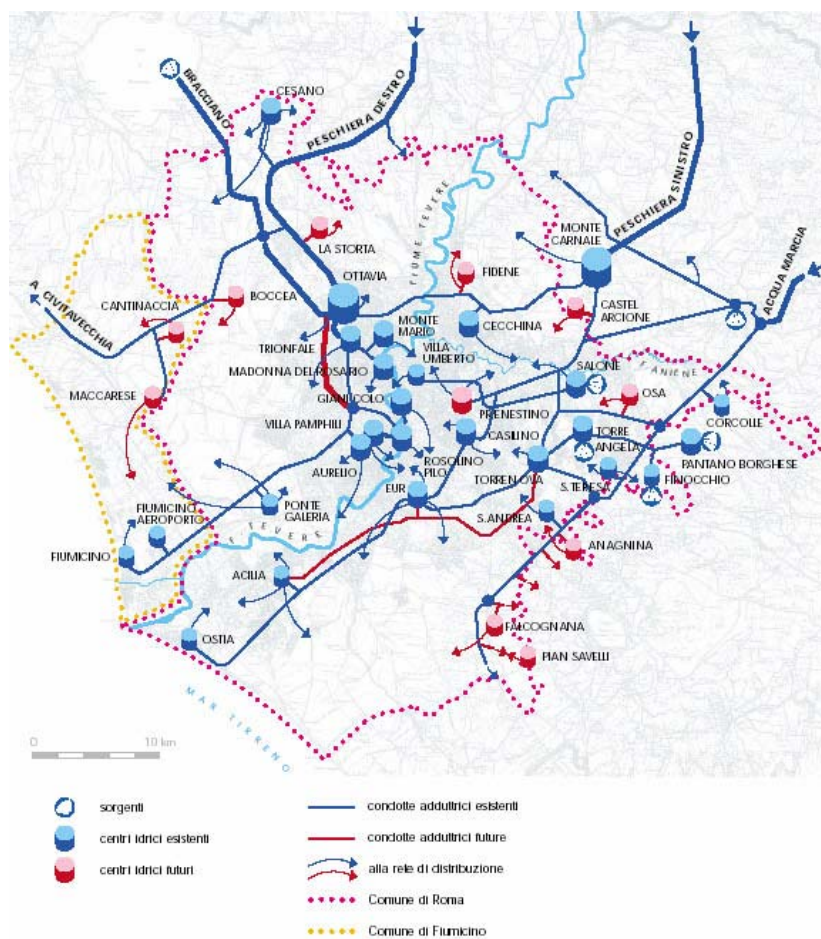 CESANO
BRACCIANO
PESCHIERA DESTRO
PESCHIERA SINISTRO
FIUME TEVERE
MONTE
CARNALE
LA STORTA
OTTAVIA
FIDENE
ACQUA MARCIA
A CIVITAVECCHIA
CANTINACCIA
BOCCEA
CASTEL
ARCIONE
MONTE
MARIO
CECCHINA
TRIONFALE
VILLA
UMBERTO
MADONNA DEL ROSARIO
SALONE
ANIENE
MACCARESE
GIANICOLO
PRENESTINO
OSA
CORCOLLE
VILLA PAMPHILI
CASILINO
TORRE
ANGELA
PANTANO BORGHESE
AURELIO
ROSOLINO
PILO
TORRENOVA
S. TERESA
FINOCCHIO
EUR
PONTE
GALERIA
FIUMICINO
AEROPORTO
S. ANDREA
TEVERE
FIUMICINO
ANAGNINA
ACILIA
OSTIA
FALCOGNANA
PIAN SAVELLI
MAR TIRRENO
0 10 km
sorgenti
centri idrici esistenti
centri idrici futuri
condotte adduttrici esistenti
condotte adduttrici future
alla rete di distribuzione
Comune di Roma
Comune di Fiumicino